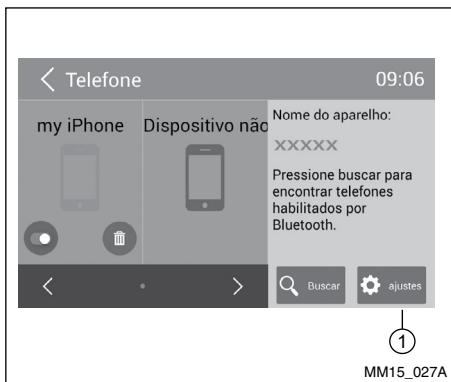 Telefone
09:06
my iPhone
Dispositivo não
Nome do aparelho:
xxxxx
Pressione buscar para
encontrar telefones
habilitados por
Bluetooth.
Buscar
ajustes
1
MM15_027A